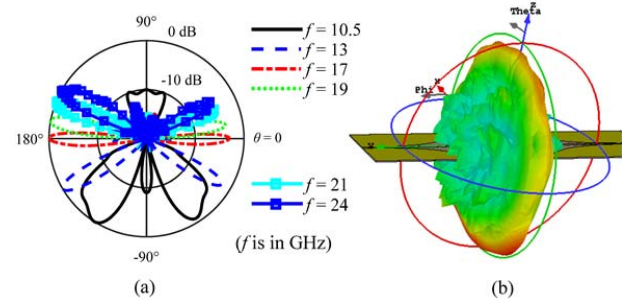 90°
0 dB
-10 dB
180°
θ = 0
-90°
f = 10.5
f = 13
f = 17
f = 19
f = 21
f = 24
(f is in GHz)
(a)
Z
Theta
Phi
(b)